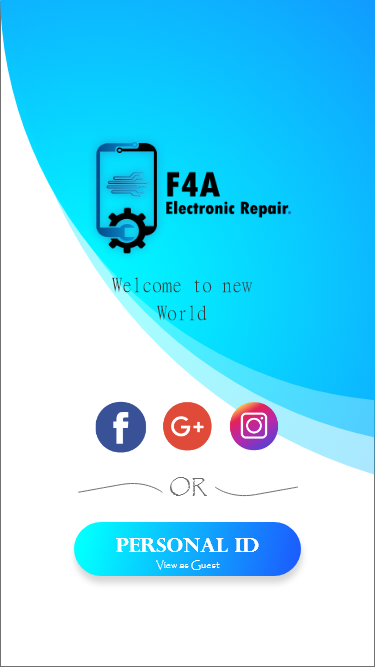 F4A
Electronic Repair.
Welcome to new
World
f G+
OR
PERSONAL ID
View as Guest